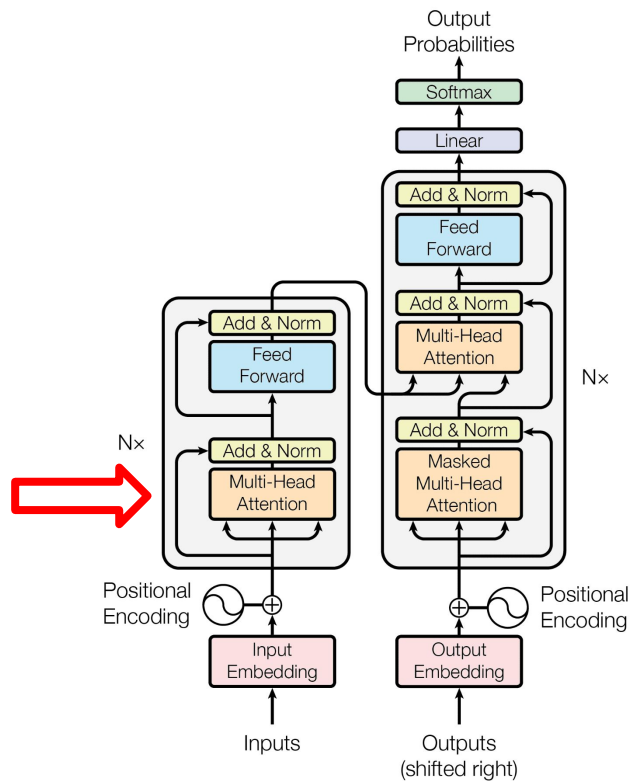 Output
Probabilities
Softmax
Linear
Add & Norm
Feed
Forward
Add & Norm
Multi-Head
Attention
Add & Norm
Masked
Multi-Head
Attention
Nx
Add & Norm
Feed
Forward
Add & Norm
Multi-Head
Attention
Nx
Positional
Encoding
Positional
Encoding
Input
Embedding
Output
Embedding
Inputs
Outputs
(shifted right)